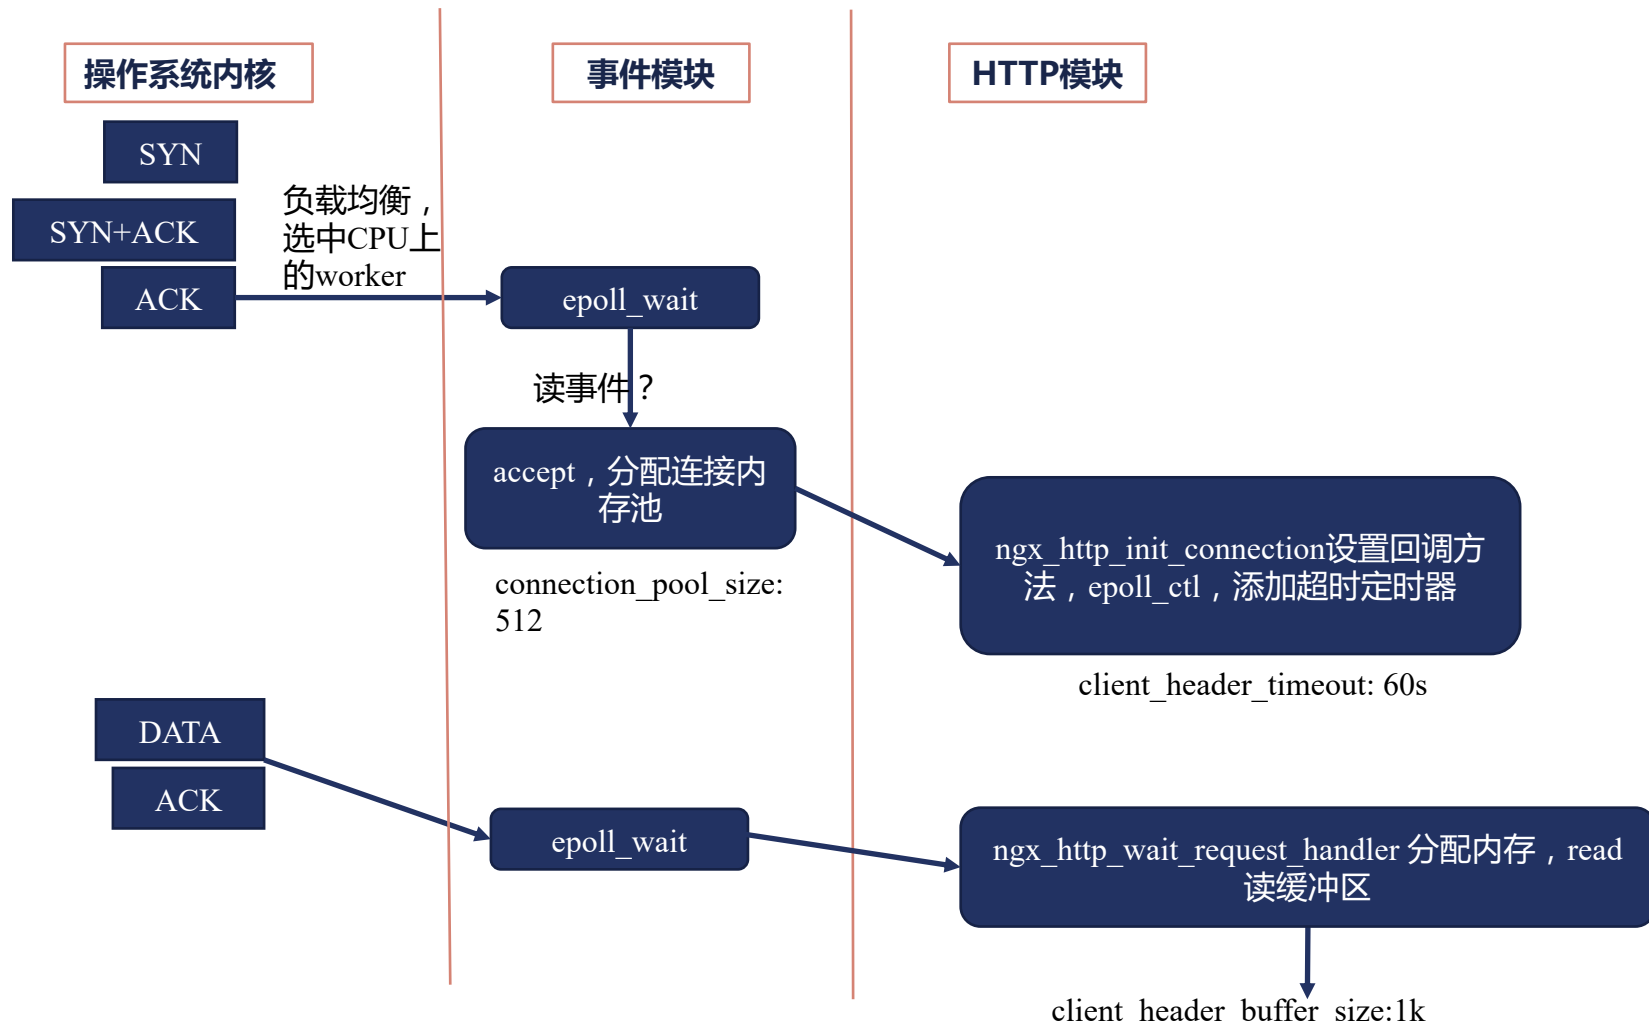 操作系统内核
事件模块
HTTP模块
SYN
SYN+ACK
ACK
负载均衡，
选中CPU上
的worker
epoll_wait
读事件？
accept，分配连接内
存池
connection_pool_size:
512
ngx_http_init_connection设置回调方
法，epoll_ctl，添加超时定时器
client_header_timeout: 60s
DATA
ACK
epoll_wait
ngx_http_wait_request_handler 分配内存，read
读缓冲区
client_header_buffer_size:1k